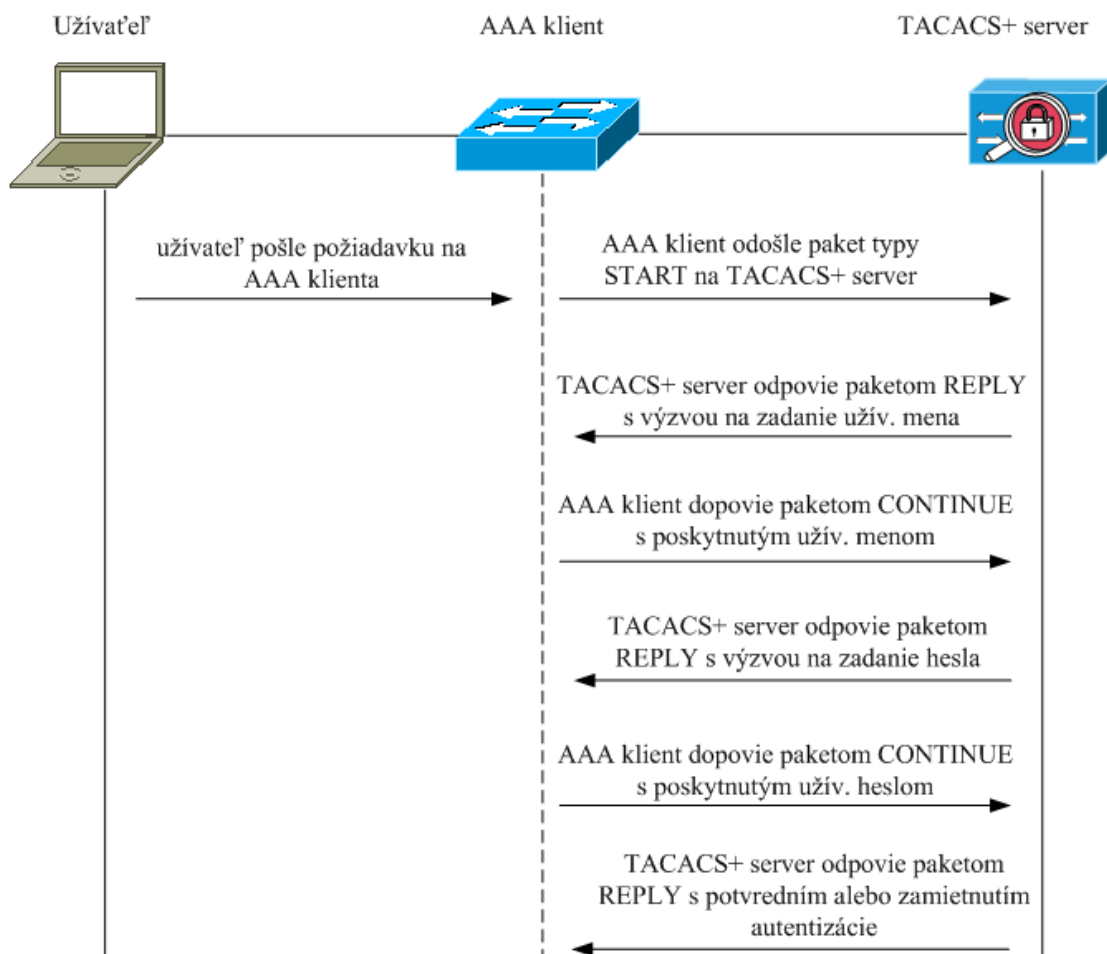 Užívateľ
AAA klient
TACACS+ server
užívateľ pošle požiadavku na
AAA klienta
AAA klient odošle paket typy
START na TACACS+ server
TACACS+ server odpovie paketom REPLY
s výzvou na zadanie užív. mena
AAA klient dopovie paketom CONTINUE
s poskytnutým užív. menom
TACACS+ server odpovie paketom
REPLY s výzvou na zadanie hesla
AAA klient dopovie paketom CONTINUE
s poskytnutým užív. heslom
TACACS+ server odpovie paketom
REPLY s potvredním alebo zamietnutím
autentizácie